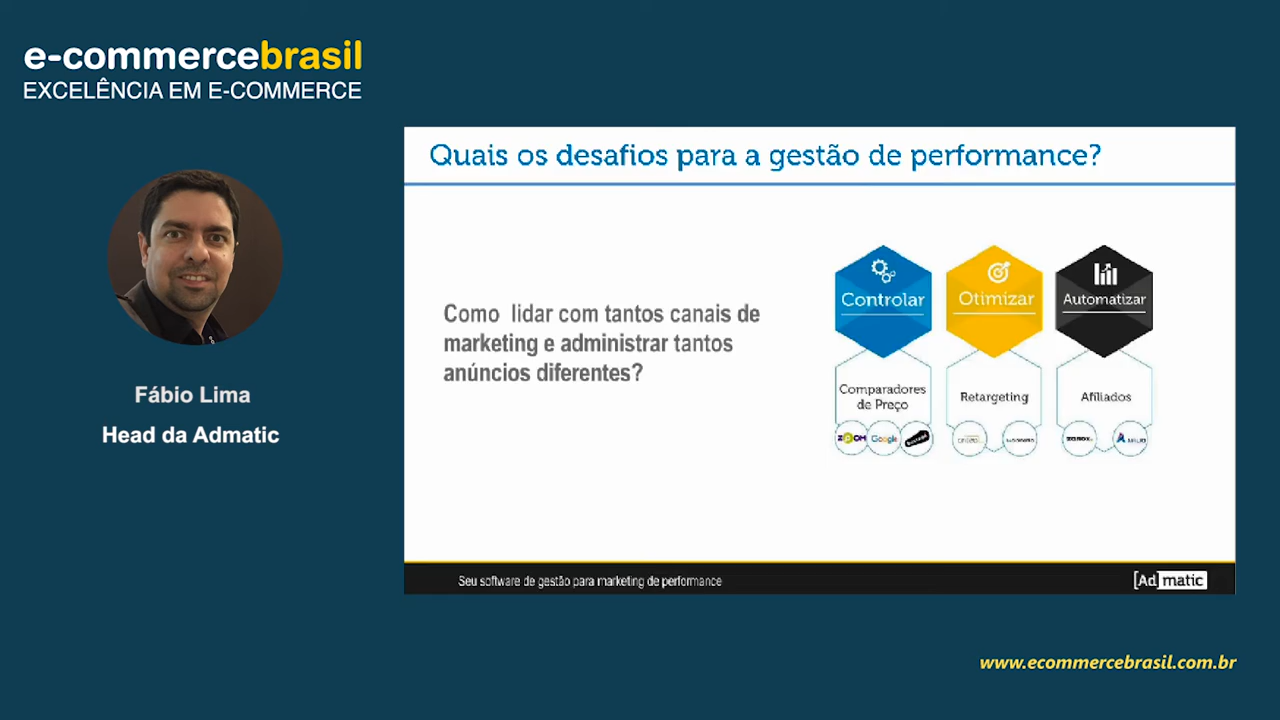 e-commercebrasil
EXCELÊNCIA EM E-COMMERCE
Quais os desafios para a gestão de performance?
Como lidar com tantos canais de
marketing e administrar tantos
anúncios diferentes?
Controlar
Otimizar
Automatizar
Comparadores
de Preço
Retargeting
Afiliados
ZOOM
Google
Fábio Lima
Head da Admatic
Seu software de gestão para marketing de performance
[Ad]matic
www.ecommercebrasil.com.br